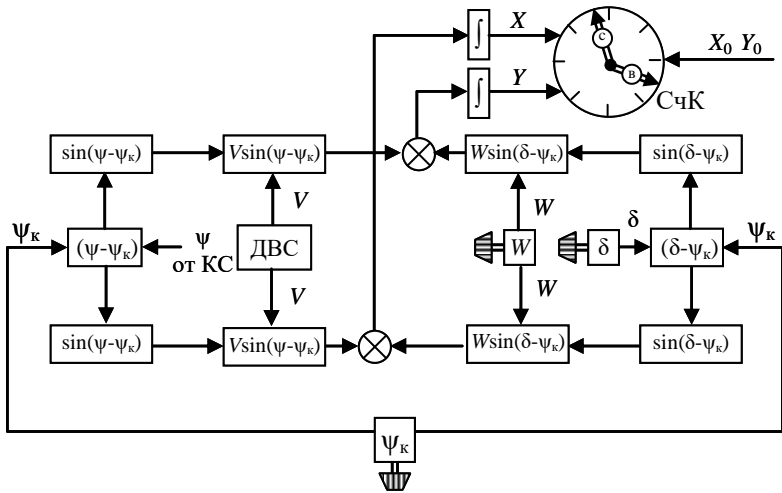 ∫ X
∫ Y
с
в
X₀ Y₀
СчК
sin(ψ-ψк)
Vsin(ψ-ψк)
Wsin(δ-ψк)
sin(δ-ψк)
V
W
ψк
(ψ-ψк)
ψ
от КС
ДВС
W
δ
δ
(δ-ψк)
ψк
V
W
sin(ψ-ψк)
Vsin(ψ-ψк)
Wsin(δ-ψк)
sin(δ-ψк)
ψк